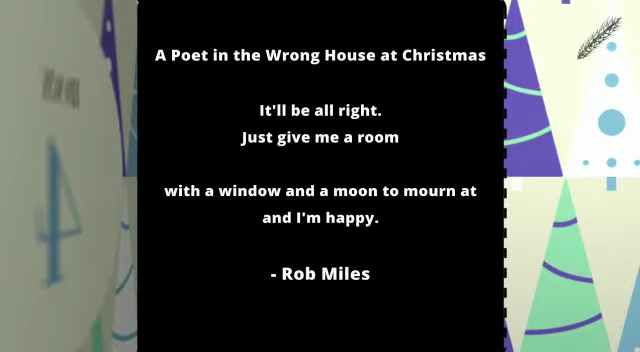 A Poet in the Wrong House at Christmas
It'll be all right.
Just give me a room
with a window and a moon to mourn at
and I'm happy.
- Rob Miles
4